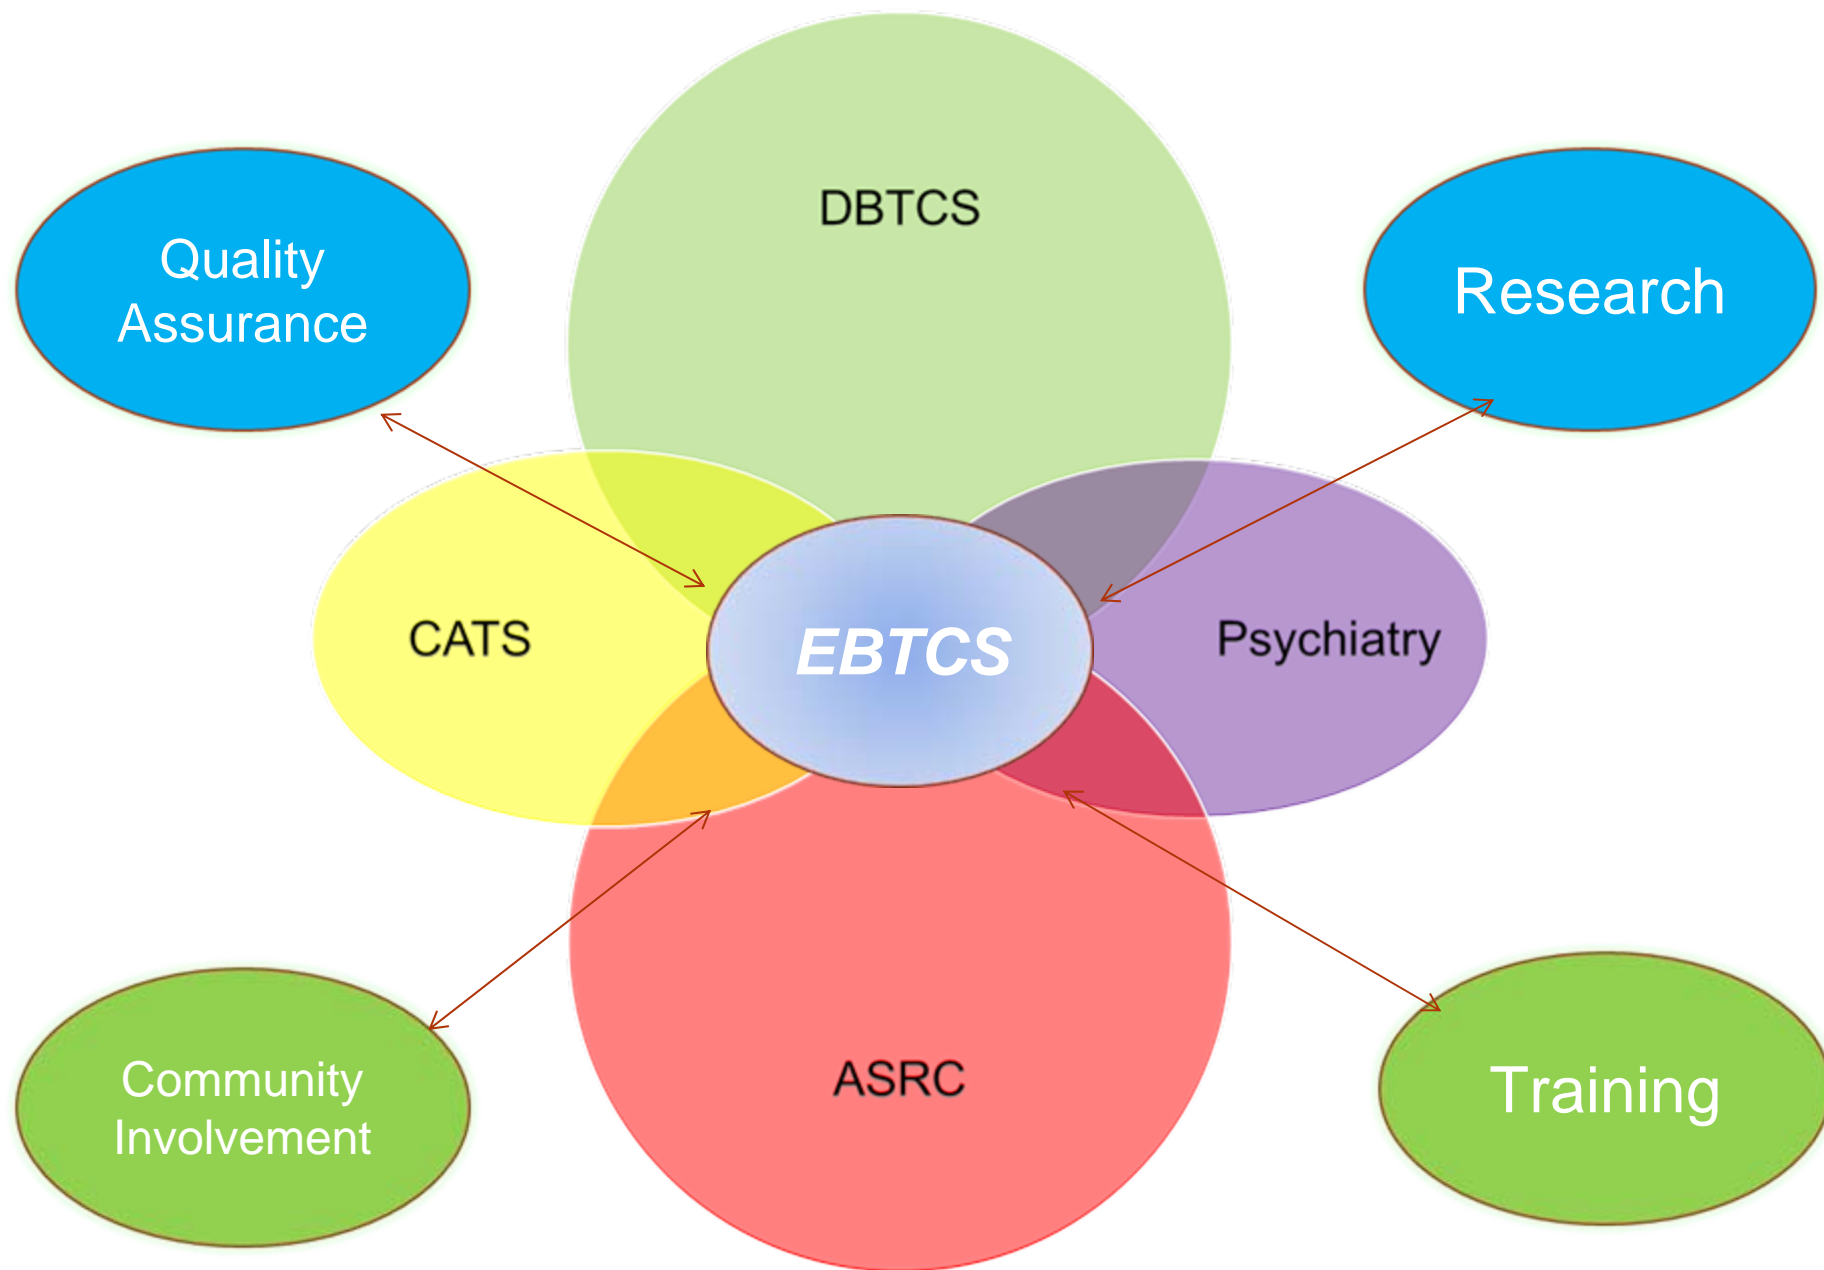 DBTCS
Quality
Assurance
Research
CATS
EBTCS
Psychiatry
Community
Involvement
ASRC
Training